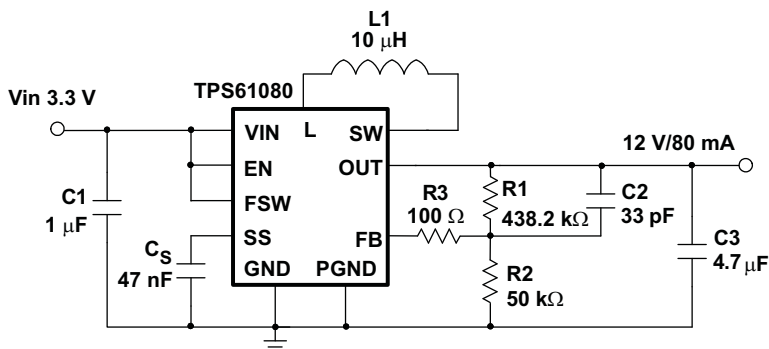 L1
10 µH
TPS61080
Vin 3.3 V
VIN
L
SW
12 V/80 mA
EN
OUT
C1
1 µF
FSW
R3
100 Ω
R1
438.2 kΩ
C2
33 pF
CS
47 nF
SS
FB
C3
4.7 µF
GND
PGND
R2
50 kΩ